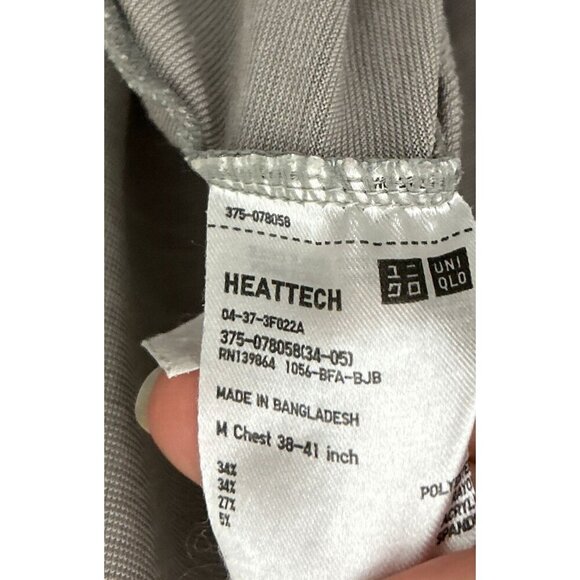 375-078058
HEATTECH
ユニ
クロ
UNI
QLO
04-37-3F022A
375-078058(34-05)
RN139864 1056-BFA-BJB
MADE IN BANGLADESH
M Chest 38-41 inch
34%
34%
27%
5%